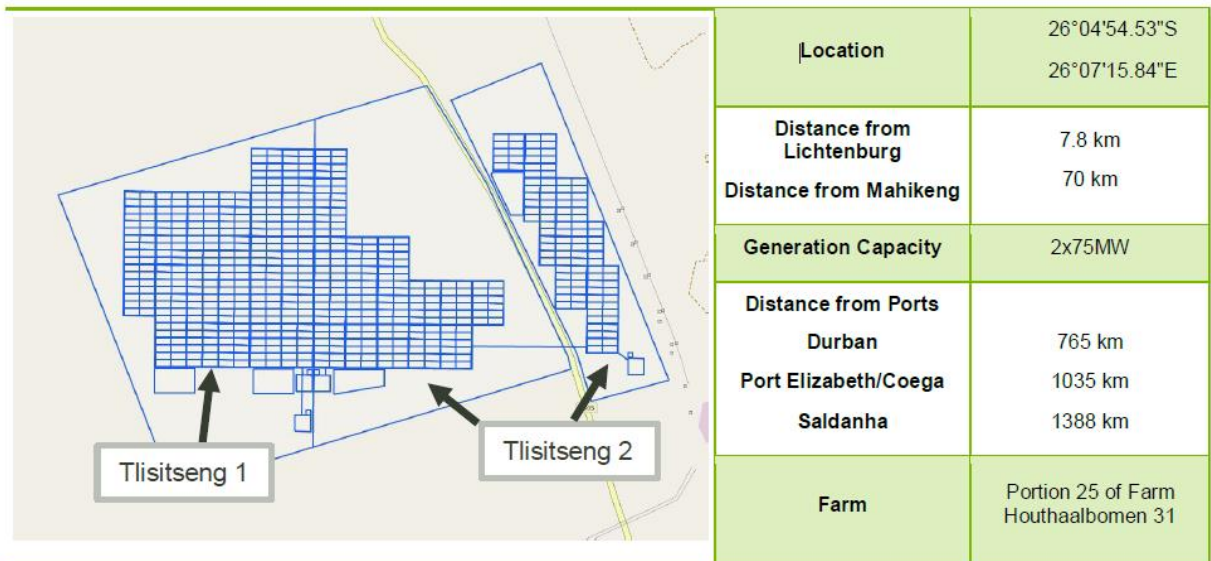 Tlisitseng 1
Tlisitseng 2
Location
26°04'54.53"S
26°07'15.84"E
Distance from
Lichtenburg
7.8 km
Distance from Mahikeng
70 km
Generation Capacity
2x75MW
Distance from Ports
Durban
765 km
Port Elizabeth/Coega
1035 km
Saldanha
1388 km
Farm
Portion 25 of Farm
Houthaalbomen 31